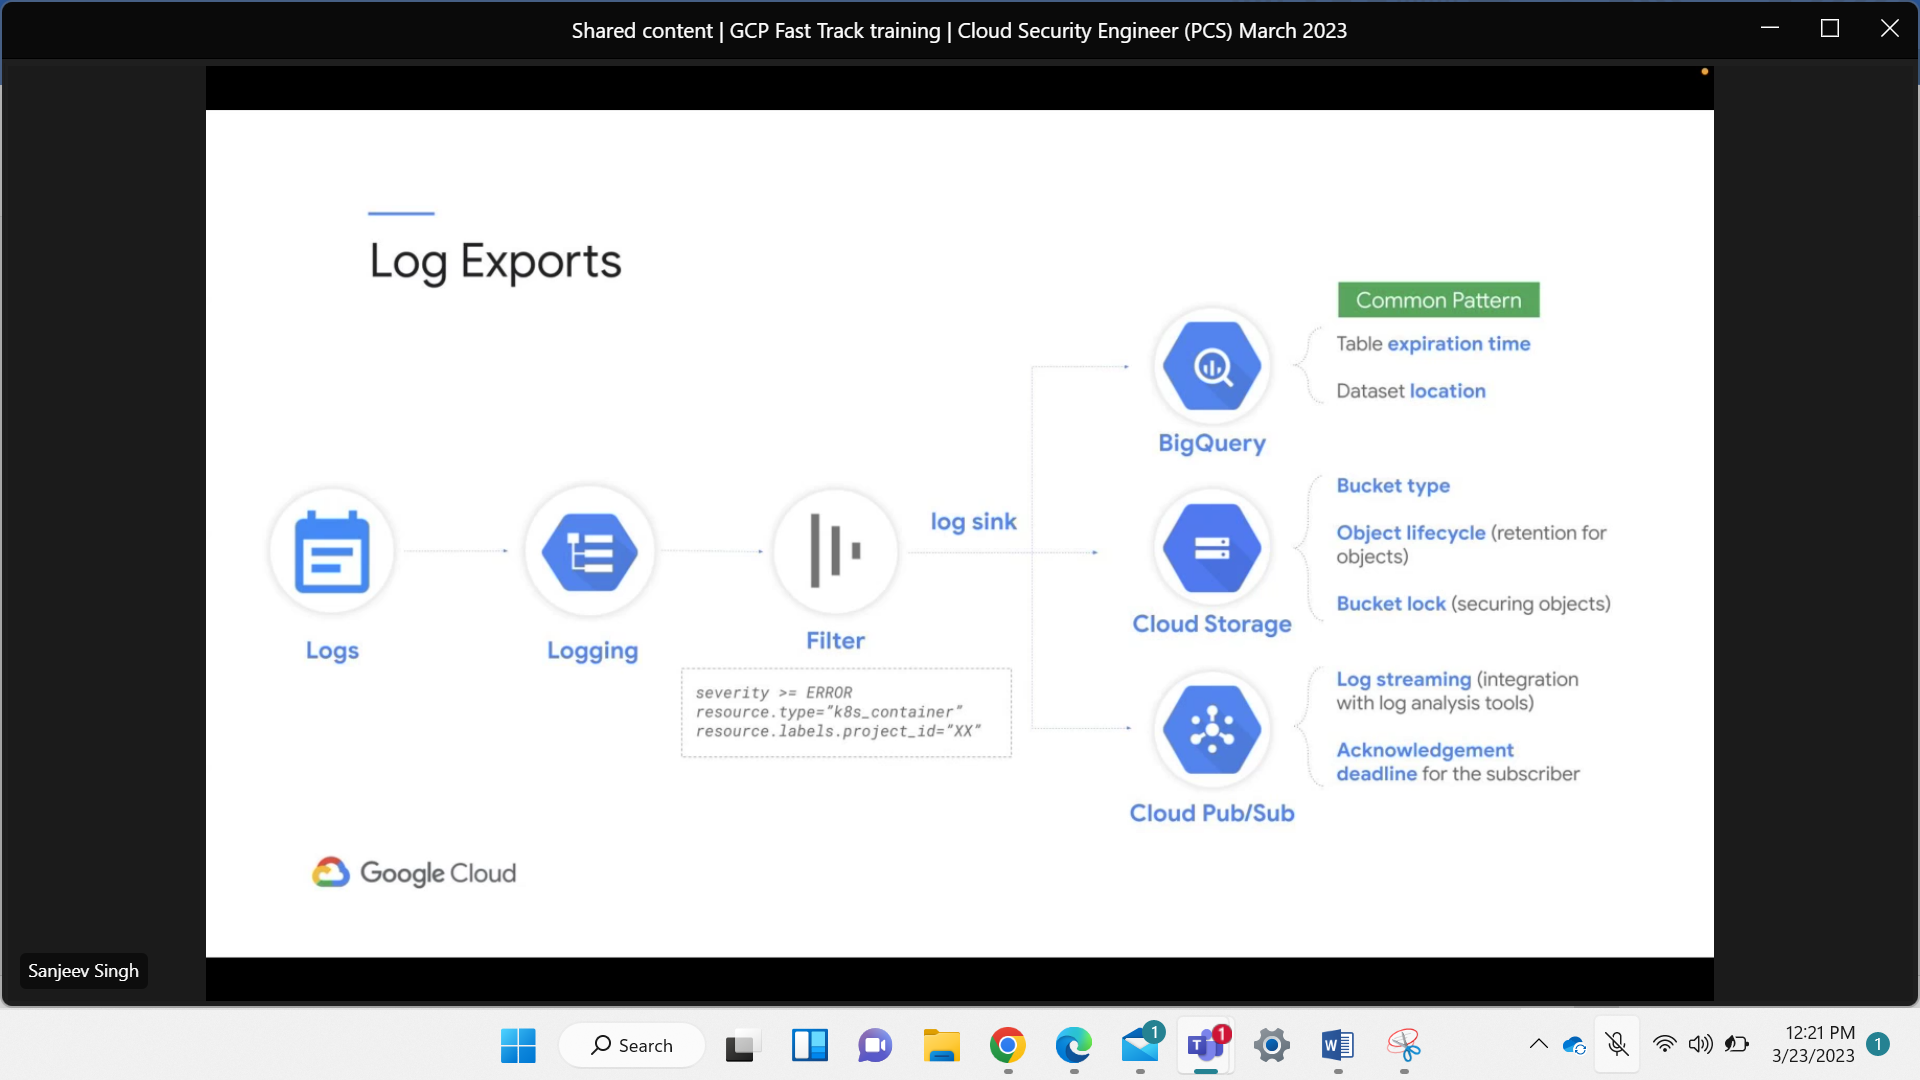 Shared content | GCP Fast Track training | Cloud Security Engineer (PCS) March 2023
Log Exports
Common Pattern
Table expiration time
Dataset location
BigQuery
Bucket type
Object lifecycle (retention for
objects)
Bucket lock (securing objects)
Cloud Storage
log sink
Logs
Logging
Filter
severity >= ERROR
resource.type="k8s_container"
resource.labels.project_id="XX"
Log streaming (integration
with log analysis tools)
Acknowledgement
deadline for the subscriber
Cloud Pub/Sub
Google Cloud
Sanjeev Singh
Search
1
T
1
W
12:21 PM
3/23/2023
1